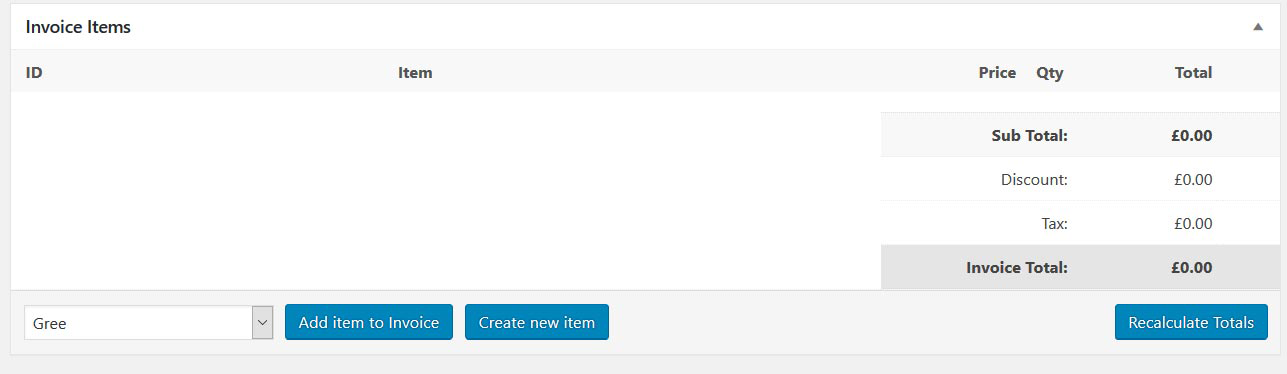 Invoice Items
ID Item Price Qty Total
Sub Total: £0.00
Discount: £0.00
Tax: £0.00
Invoice Total: £0.00
Gree Add item to Invoice Create new item Recalculate Totals